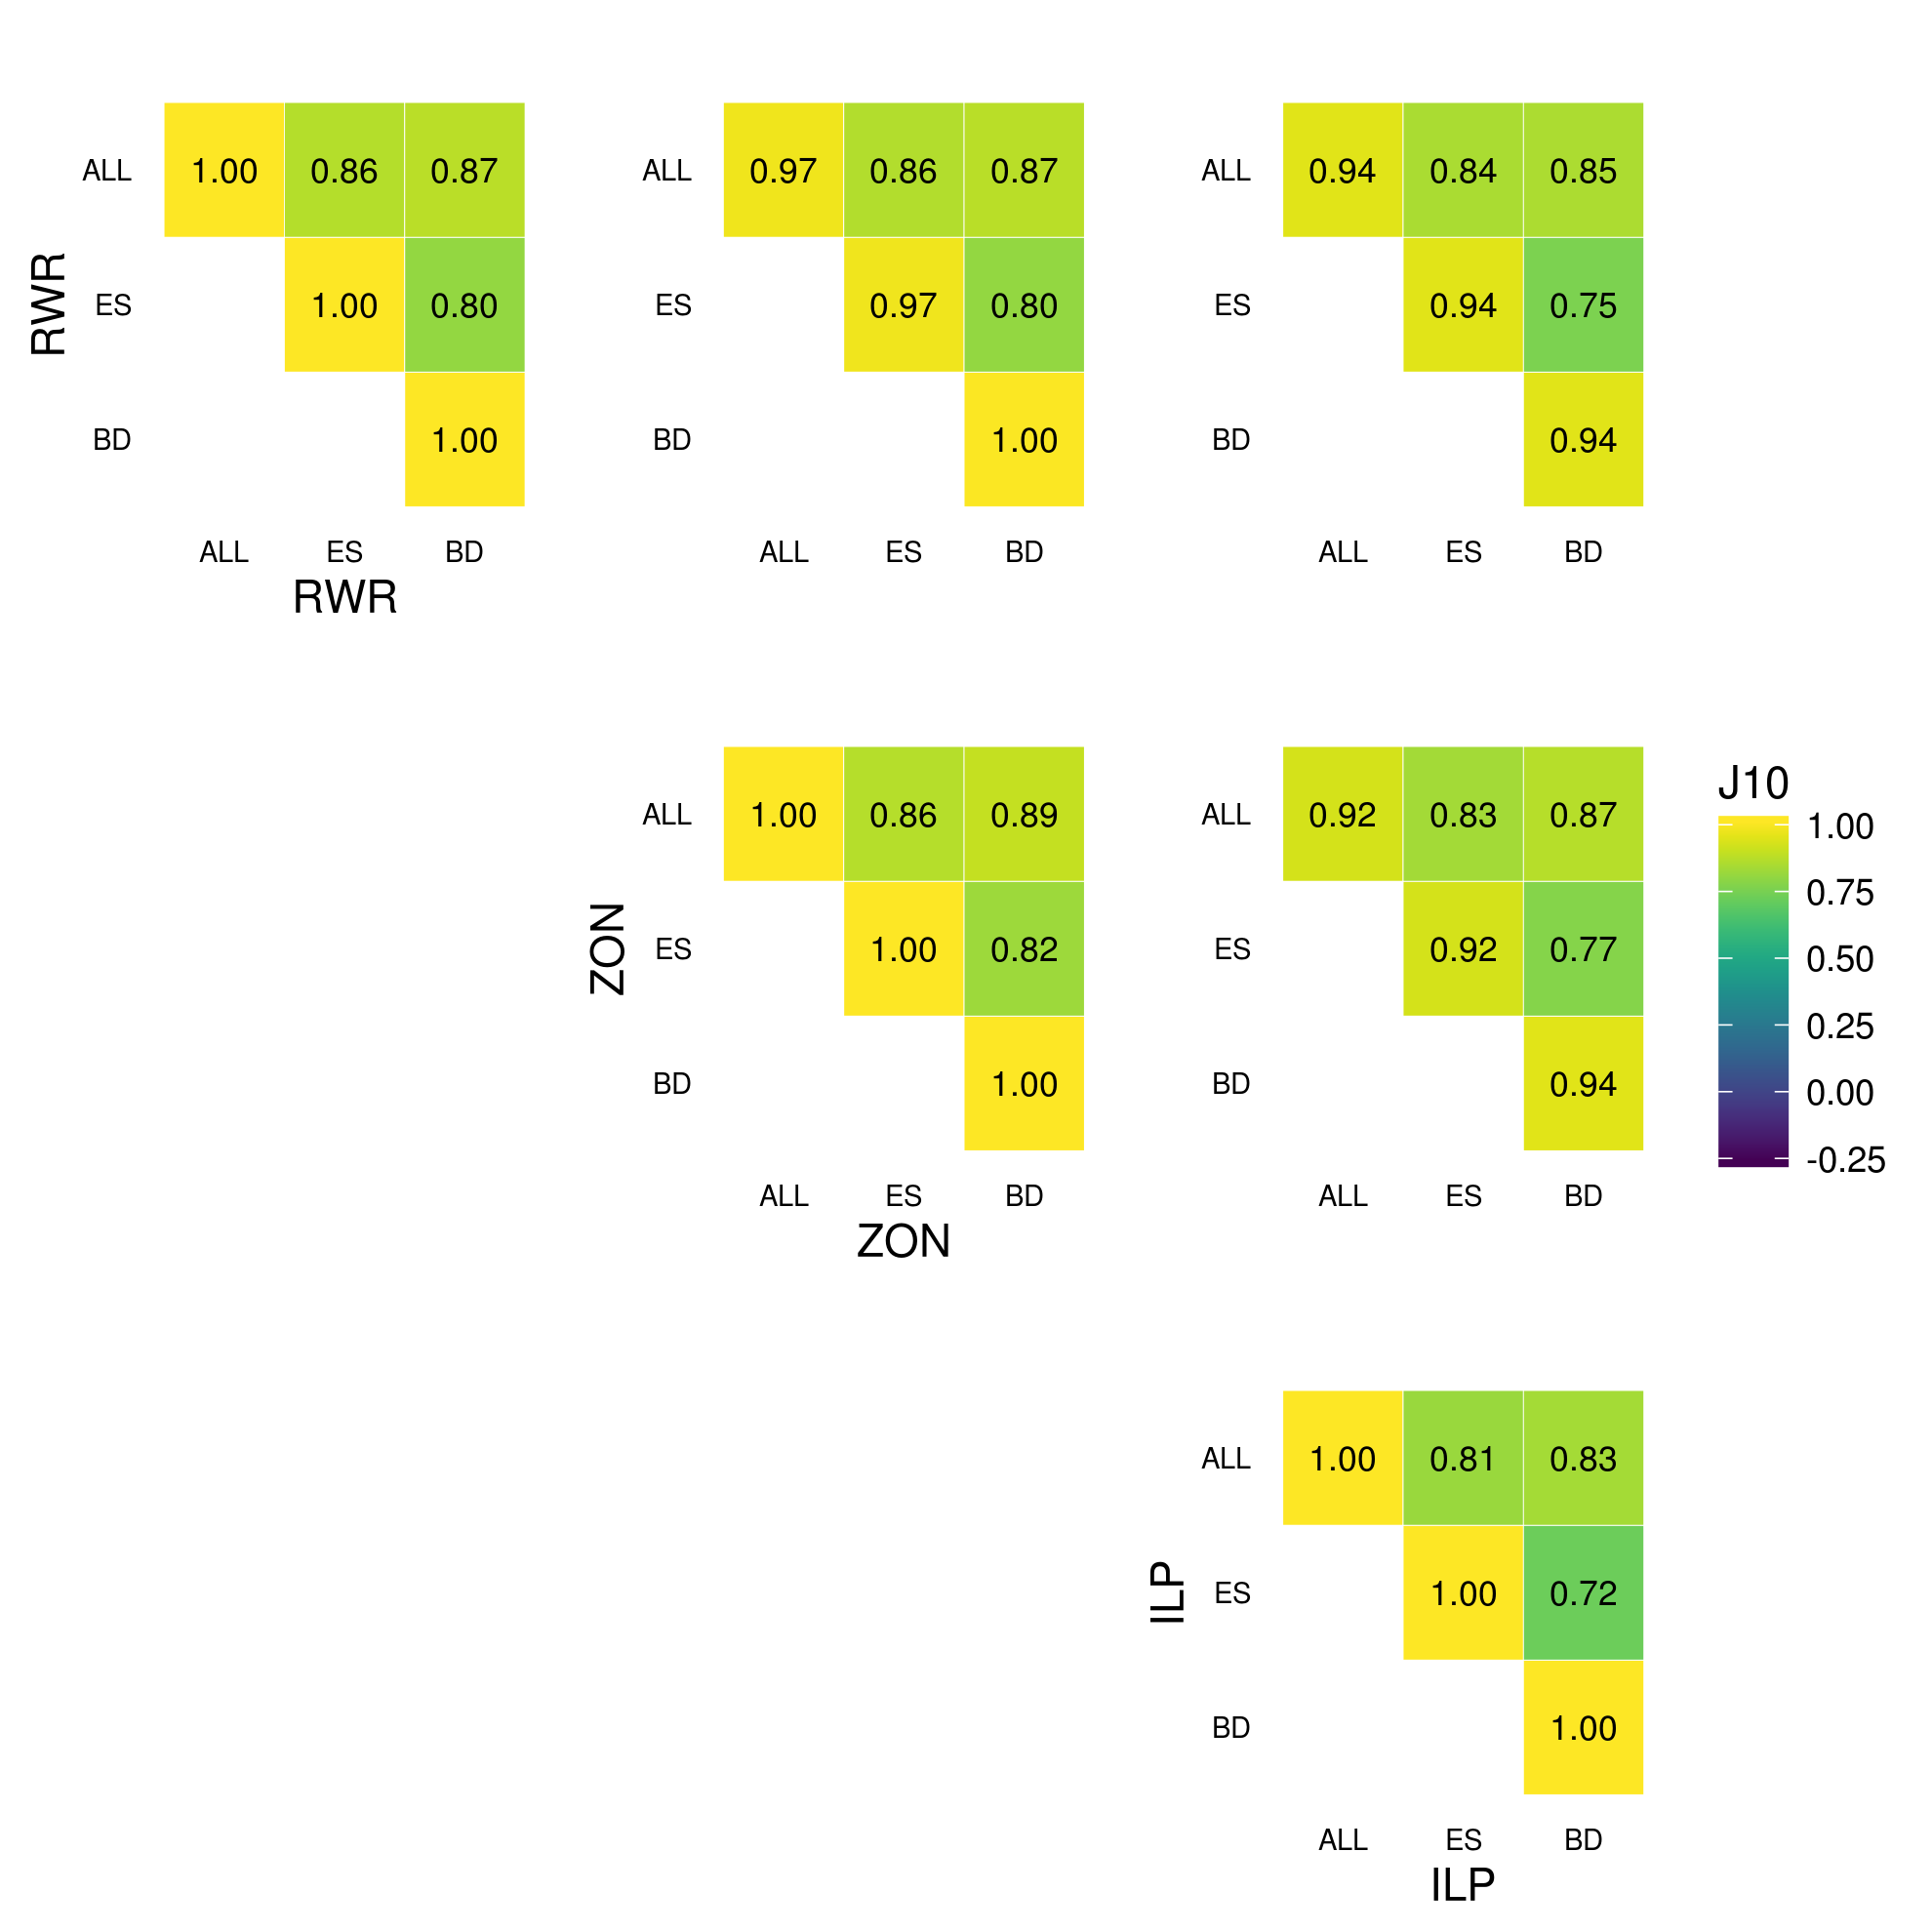 ALL 1.00 0.86 0.87
ES 1.00 0.80
BD 1.00
ALL ES BD
RWR
RWR
ALL 0.97 0.86 0.87
ES 0.97 0.80
BD 1.00
ALL ES BD
ALL 0.94 0.84 0.85
ES 0.94 0.75
BD 0.94
ALL ES BD
ALL 1.00 0.86 0.89
ES 1.00 0.82
BD 1.00
ALL ES BD
ZON
ZON
ALL 0.92 0.83 0.87
ES 0.92 0.77
BD 0.94
ALL ES BD
J10
1.00
0.75
0.50
0.25
0.00
-0.25
ALL 1.00 0.81 0.83
ES 1.00 0.72
BD 1.00
ALL ES BD
ILP
ILP